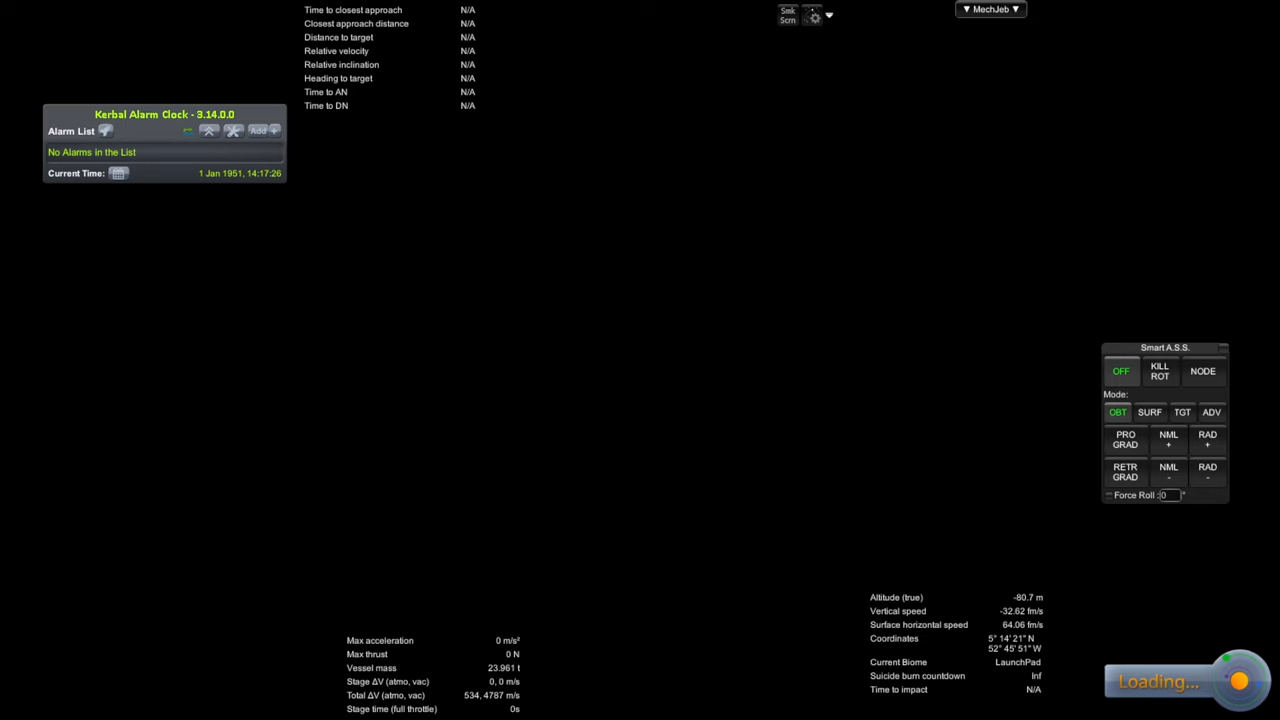 Time to closest approach N/A
Closest approach distance N/A
Distance to target N/A
Relative velocity N/A
Relative inclination N/A
Heading to target N/A
Time to AN N/A
Time to DN N/A
Smk
Scrn
▼ MechJeb ▼
Kerbal Alarm Clock - 3.14.0.0
Alarm List
Add +
No Alarms in the List
Current Time: 1 Jan 1951, 14:17:26
Smart A.S.S.
OFF KILL ROT NODE
Mode:
OBT SURF TGT ADV
PRO GRAD NML + RAD +
RETR GRAD NML - RAD -
Force Roll :0 °
Altitude (true) -80.7 m
Vertical speed -32.62 fm/s
Surface horizontal speed 64.06 fm/s
Coordinates 5° 14' 21" N
52° 45' 51" W
Current Biome LaunchPad
Suicide burn countdown Inf
Time to impact N/A
Max acceleration 0 m/s²
Max thrust 0 N
Vessel mass 23.961 t
Stage ΔV (atmo, vac) 0, 0 m/s
Total ΔV (atmo, vac) 534, 4787 m/s
Stage time (full throttle) 0s
Loading...